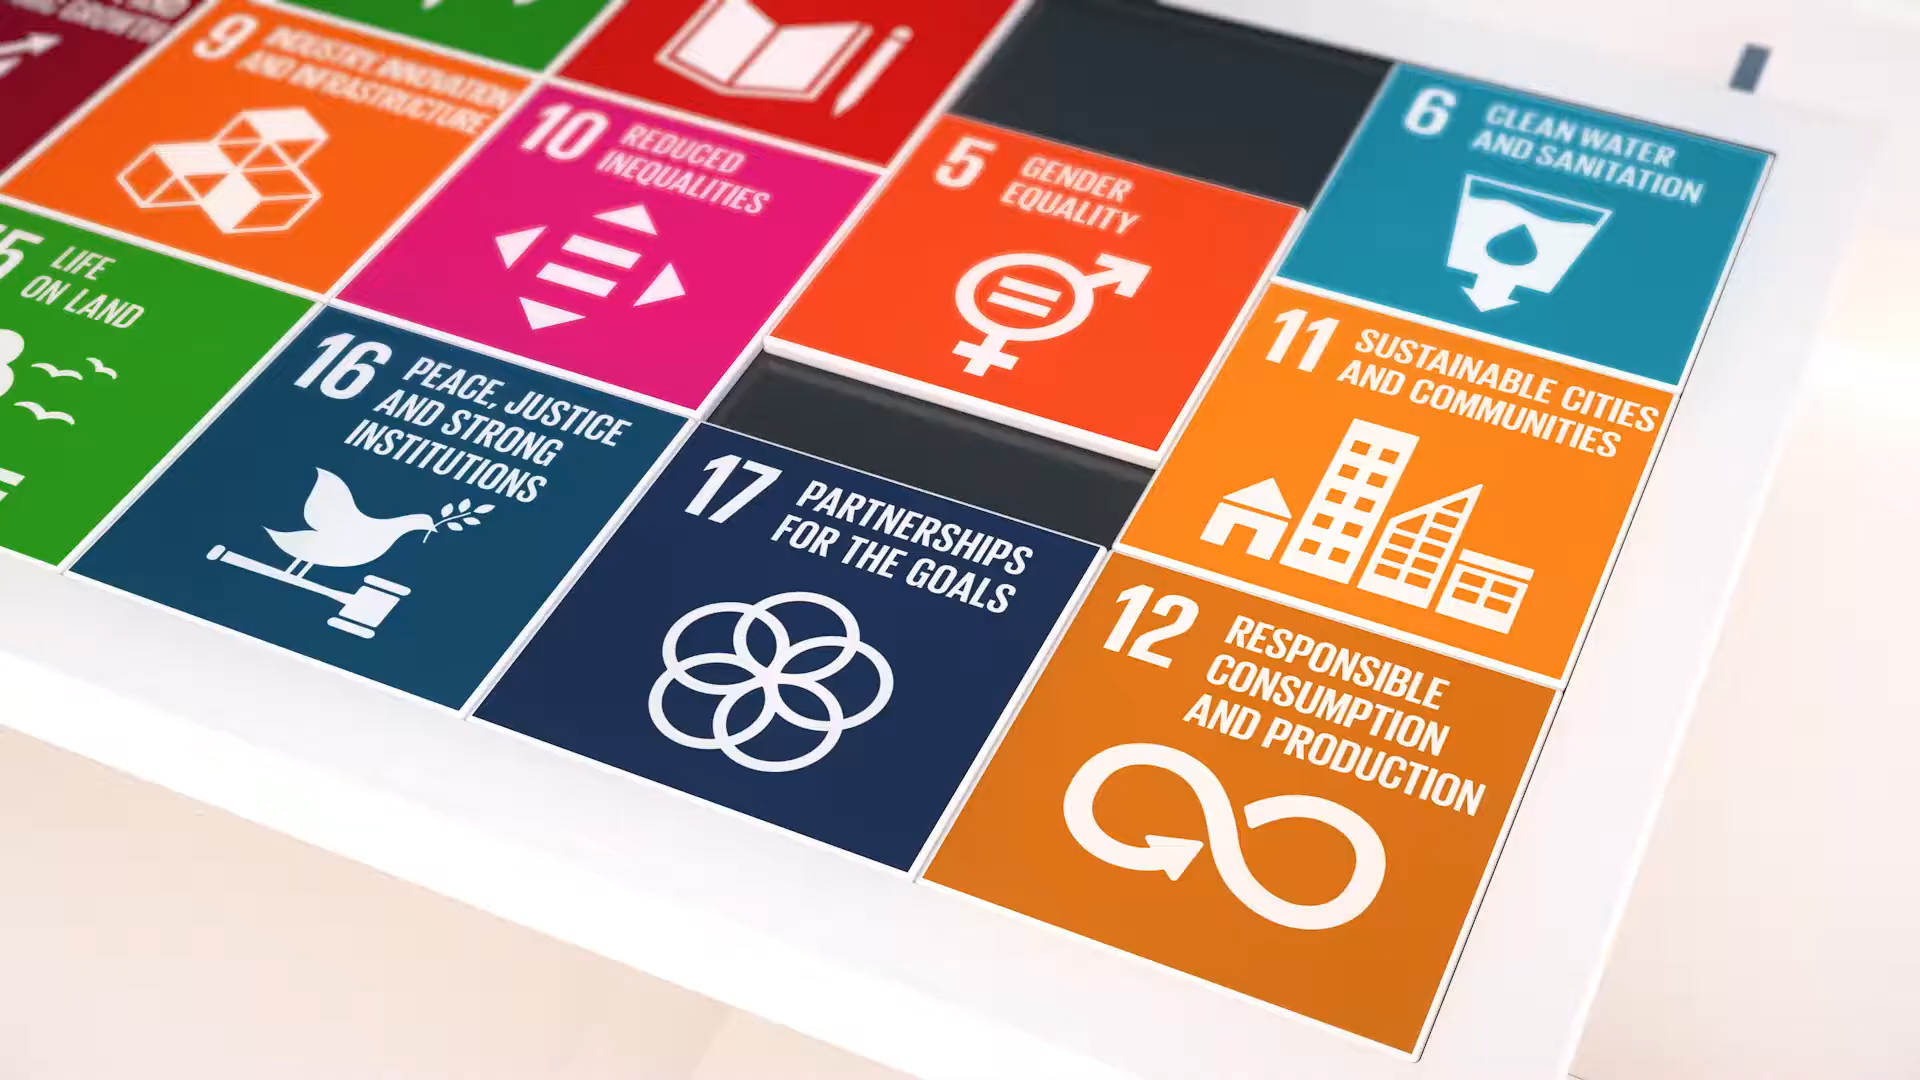 9 INDUSTRY, INNOVATION
AND INFRASTRUCTURE
10 REDUCED
INEQUALITIES
5 GENDER
EQUALITY
6 CLEAN WATER
AND SANITATION
LIFE
ON LAND
16 PEACE, JUSTICE
AND STRONG
INSTITUTIONS
17 PARTNERSHIPS
FOR THE GOALS
11 SUSTAINABLE CITIES
AND COMMUNITIES
12 RESPONSIBLE
CONSUMPTION
AND PRODUCTION